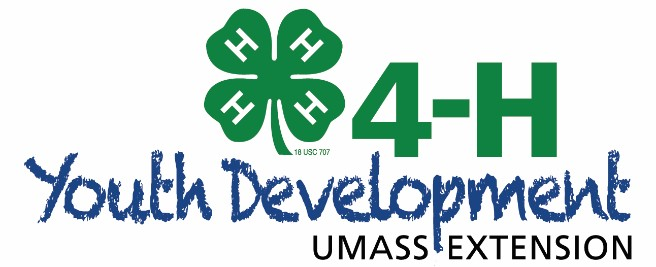 H H
H H
18 USC 707
4-H
Youth Development
UMASS EXTENSION